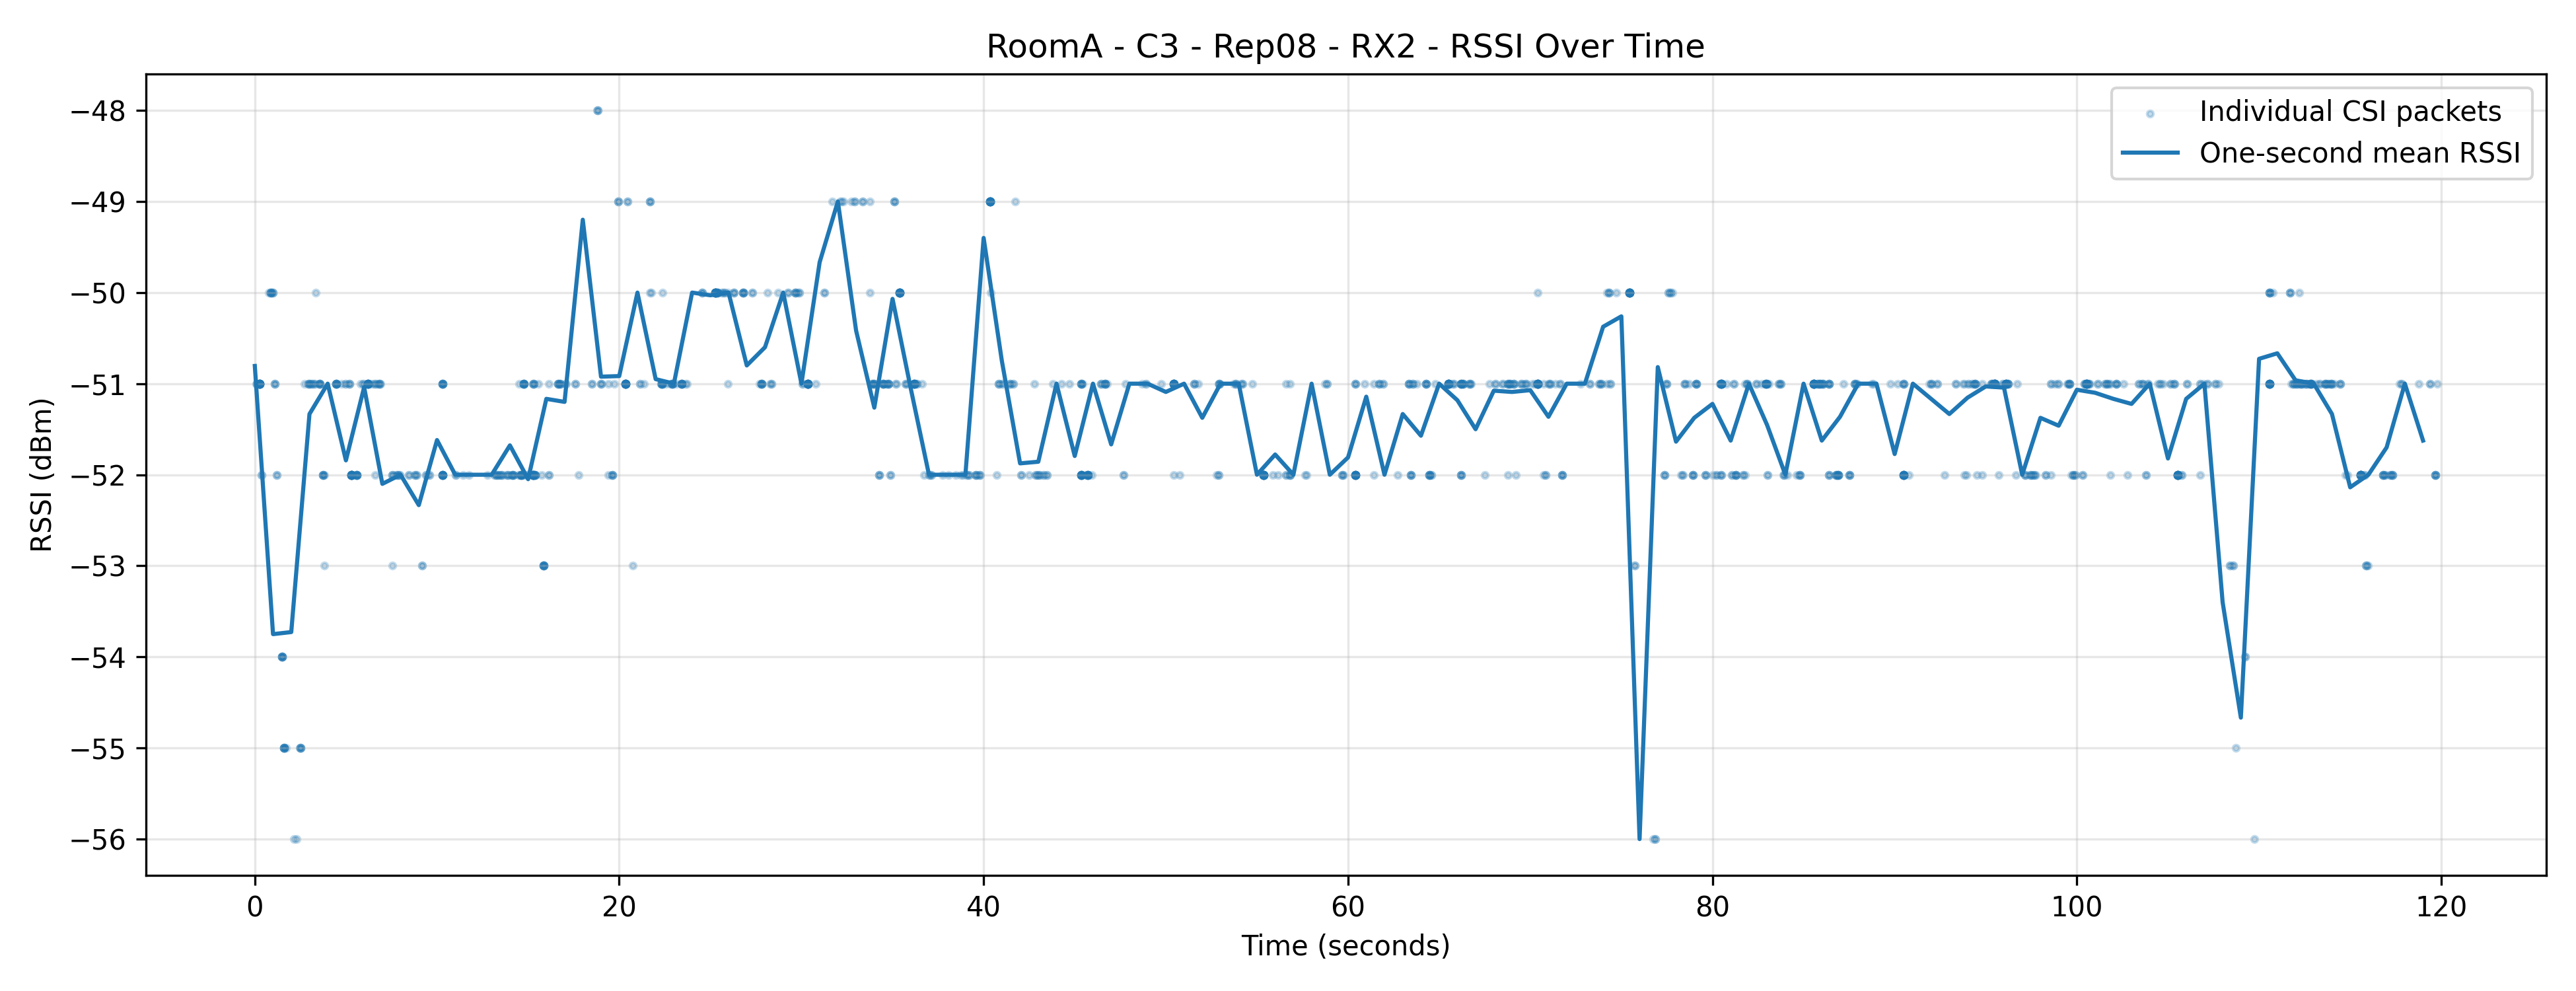 RoomA - C3 - Rep08 - RX2 - RSSI Over Time
Individual CSI packets
One-second mean RSSI
−48
−49
−50
−51
−52
−53
−54
−55
−56
RSSI (dBm)
0 20 40 60 80 100 120
Time (seconds)